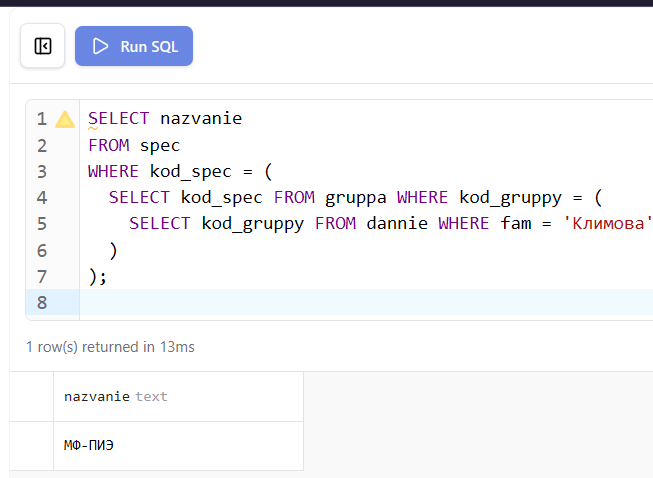 Run SQL
1 SELECT nazvanie
2 FROM spec
3 WHERE kod_spec = (
4 SELECT kod_spec FROM gruppa WHERE kod_gruppy = (
5 SELECT kod_gruppy FROM dannie WHERE fam = 'Климова'
6 )
7 );
8
1 row(s) returned in 13ms
nazvanie text
МФ-ПИЭ